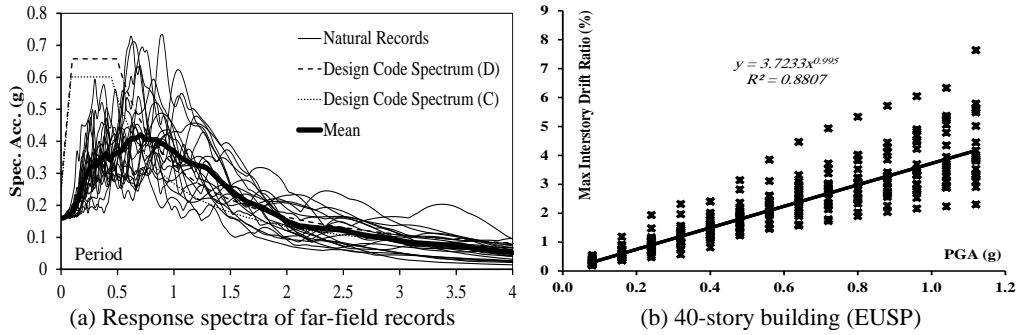 Spec. Acc. (g)
0.8
0.7
0.6
0.5
0.4
0.3
0.2
0.1
0
Natural Records
Design Code Spectrum (D)
Design Code Spectrum (C)
Mean
Period
0 0.5 1 1.5 2 2.5 3 3.5 4
(a) Response spectra of far-field records
Max Interstory Drift Ratio (%)
9
8
7
6
5
4
3
2
1
0
y = 3.7233x^0.995
R² = 0.8807
PGA (g)
0.0 0.2 0.4 0.6 0.8 1.0 1.2
(b) 40-story building (EUSP)